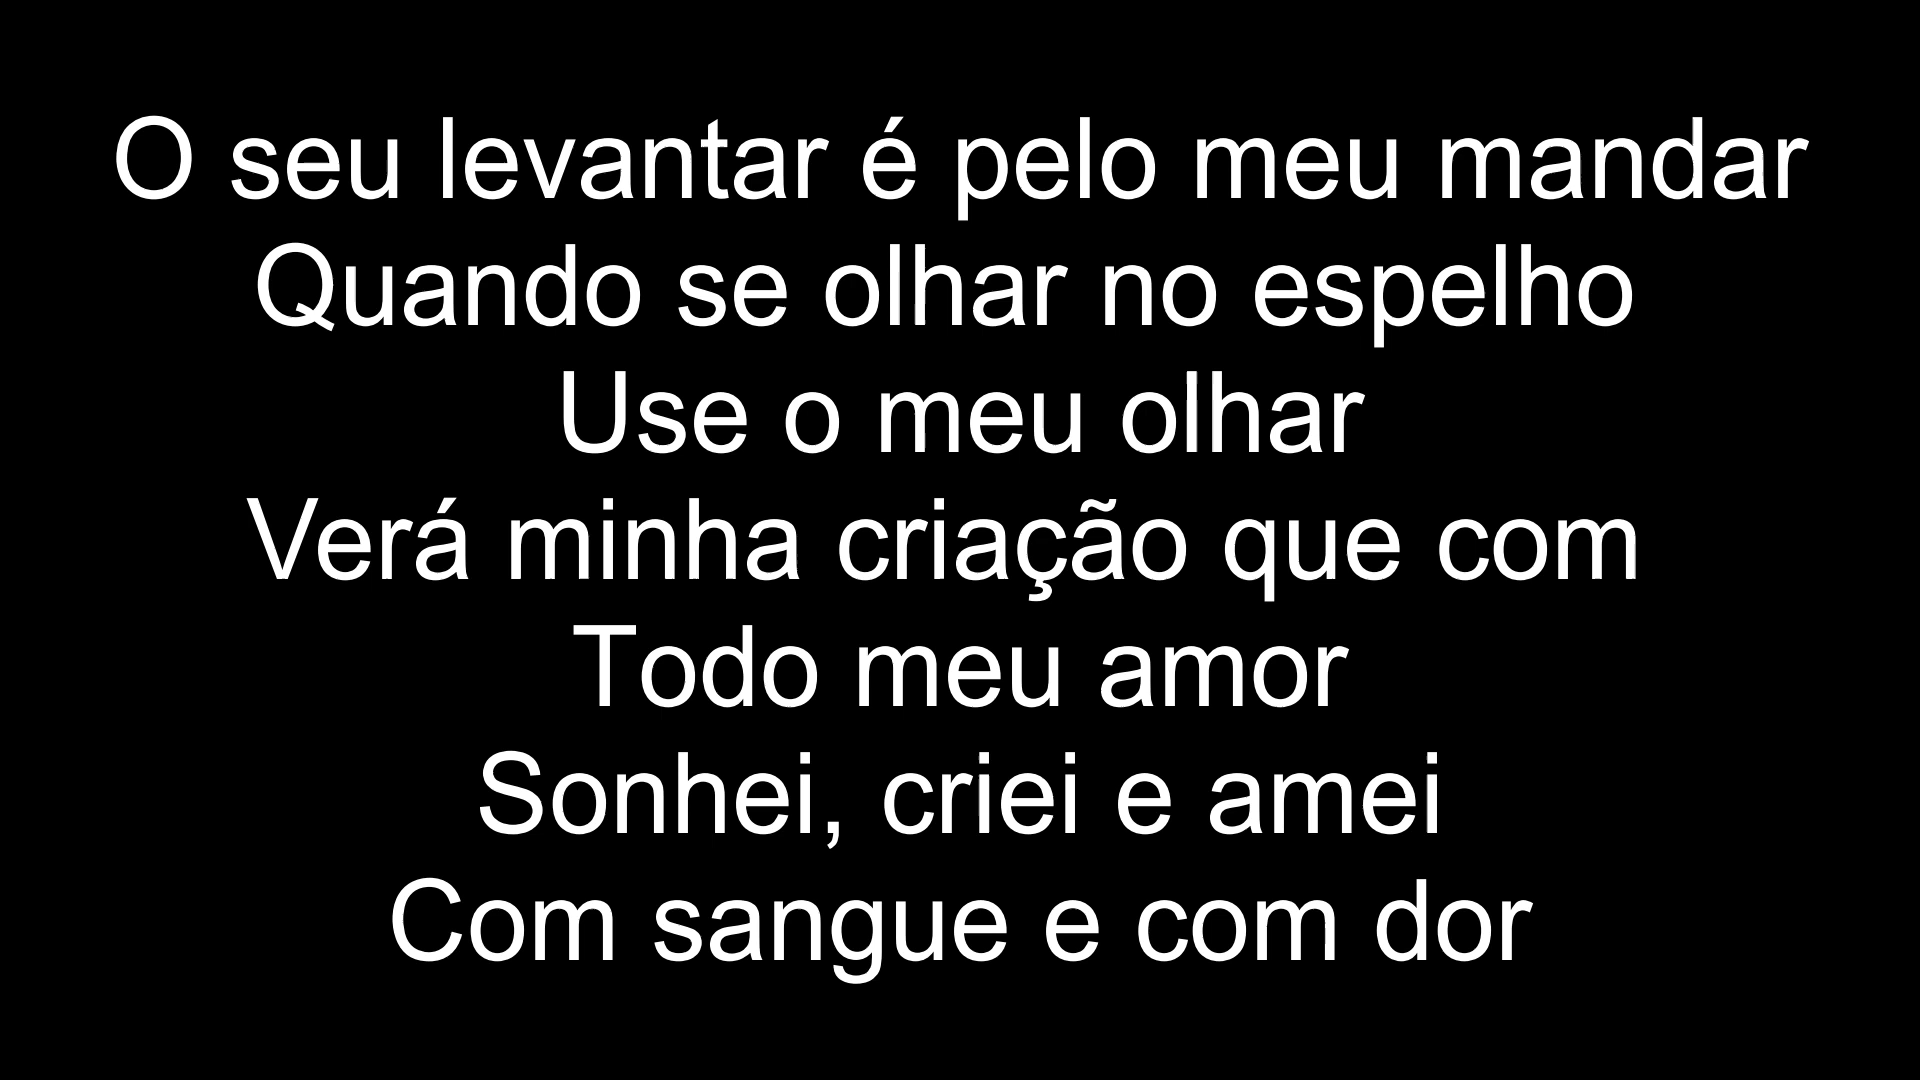 O seu levantar é pelo meu mandar
Quando se olhar no espelho
Use o meu olhar
Verá minha criação que com
Todo meu amor
Sonhei, criei e amei
Com sangue e com dor